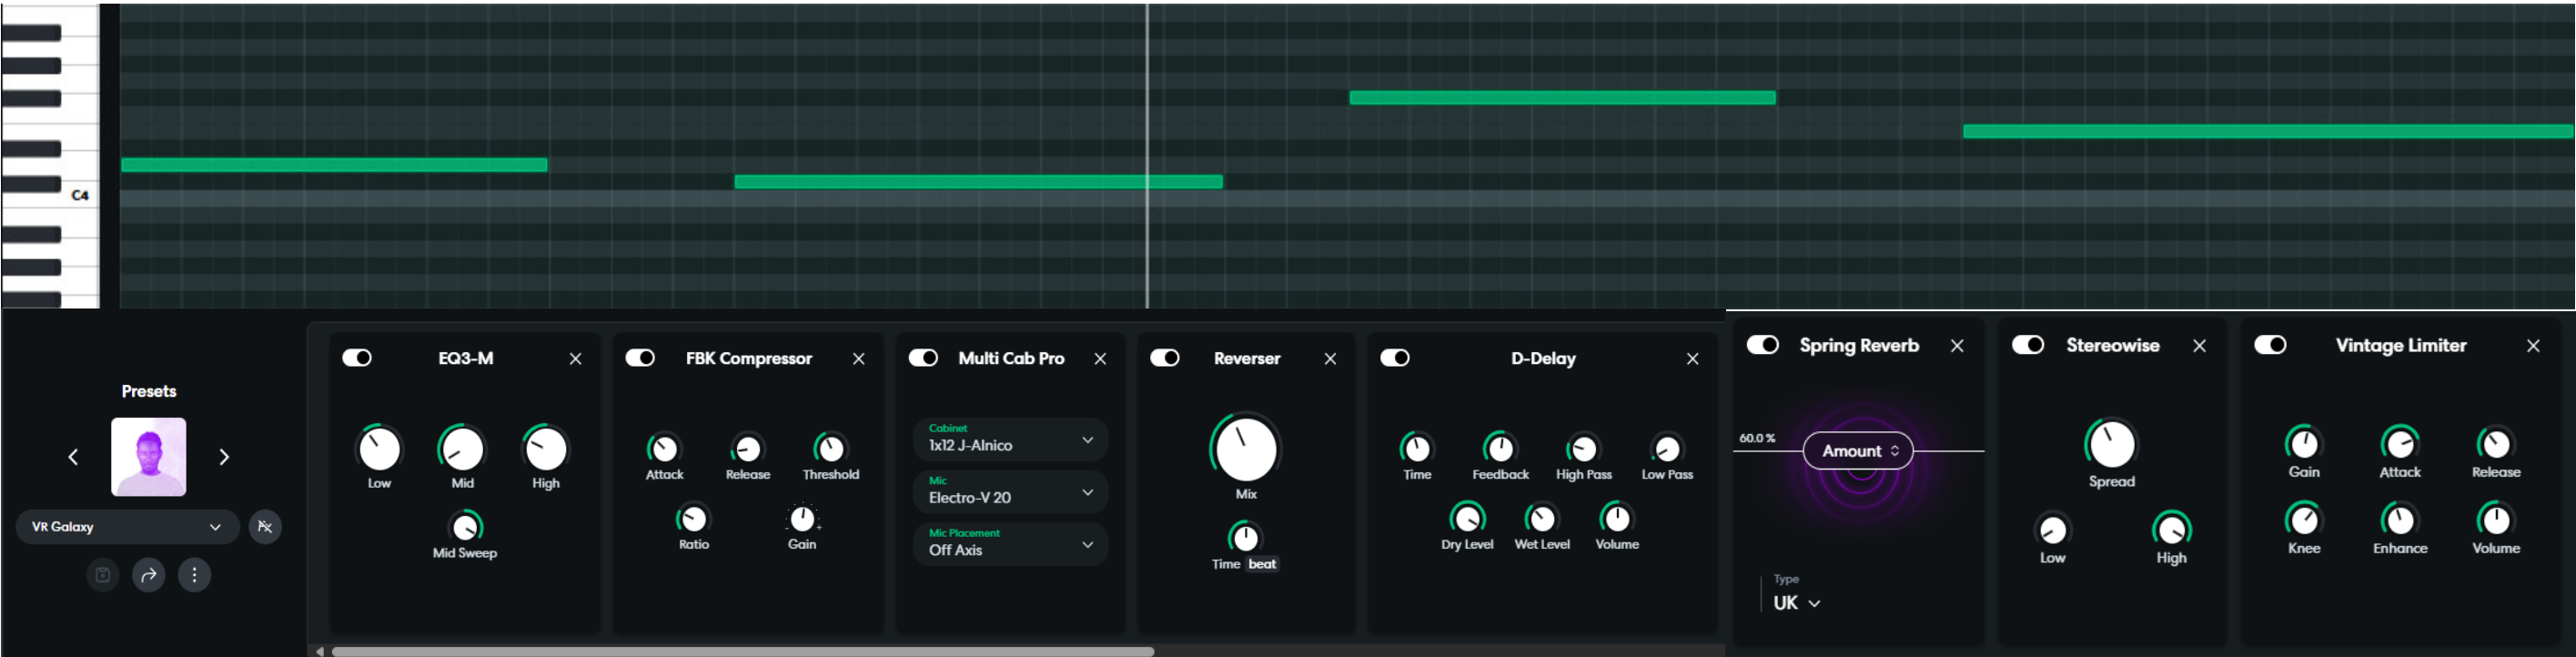 C4
Presets
VR Galaxy
EQ3-M
Low
Mid
High
Mid Sweep
FBK Compressor
Attack
Release
Threshold
Ratio
Gain
Multi Cab Pro
Cabinet
1x12 J-Alnico
Mic
Electro-V 20
Mic Placement
Off Axis
Reverser
Mix
Time beat
D-Delay
Time
Feedback
High Pass
Low Pass
Dry Level
Wet Level
Volume
Spring Reverb
60.0 %
Amount
Type
UK
Stereowise
Spread
Low
High
Vintage Limiter
Gain
Attack
Release
Knee
Enhance
Volume